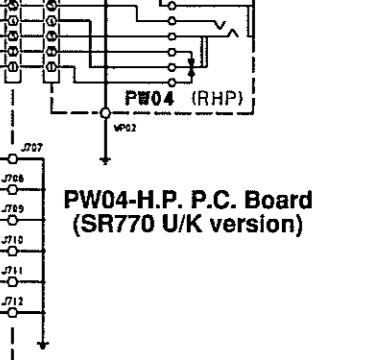 PW04 (RHP)
WP02
J707
J708
J709
J710
J711
J712
PW04-H.P. P.C. Board
(SR770 U/K version)